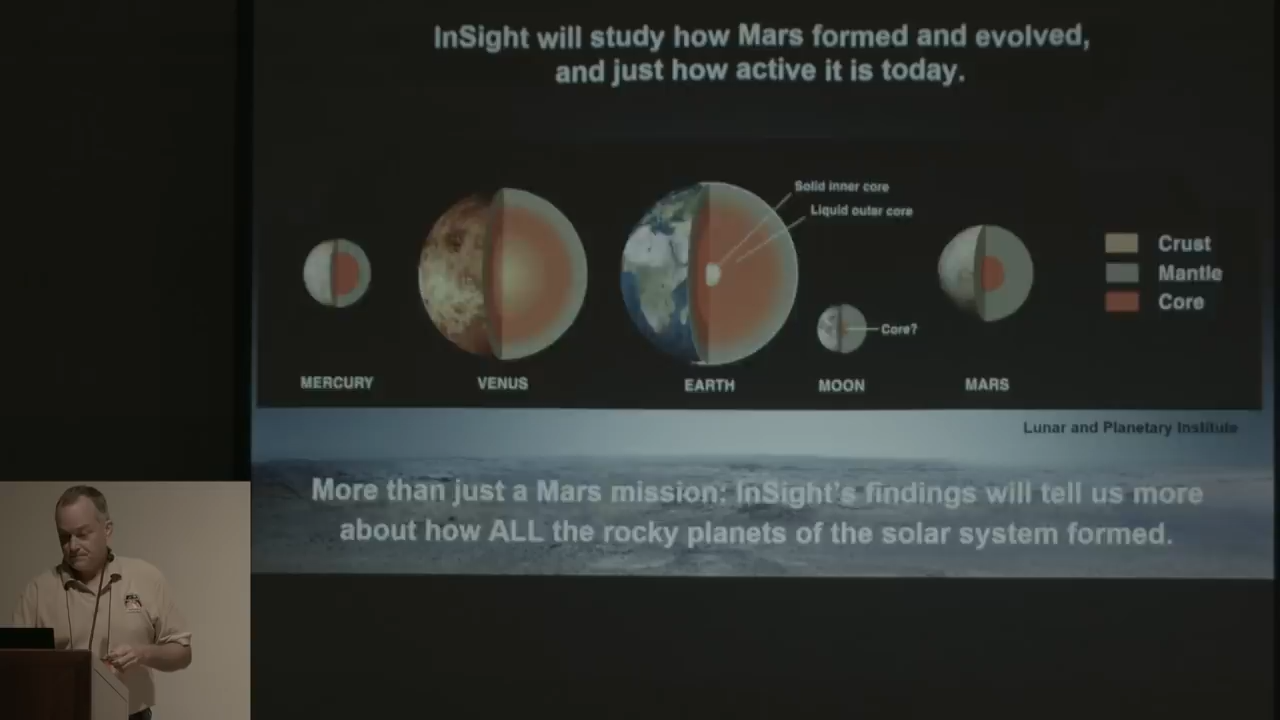 InSight will study how Mars formed and evolved,
and just how active it is today.
Solid inner core
Liquid outer core
Crust
Mantle
Core
Core?
MERCURY
VENUS
EARTH
MOON
MARS
Lunar and Planetary Institute
More than just a Mars mission: InSight's findings will tell us more
about how ALL the rocky planets of the solar system formed.